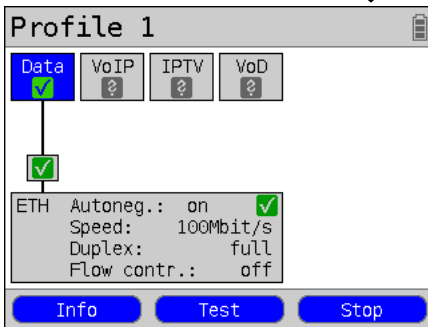 Profile 1
Data VoIP IPTV VoD
? ? ?
ETH Autoneg.: on
Speed: 100Mbit/s
Duplex: full
Flow contr.: off
Info Test Stop